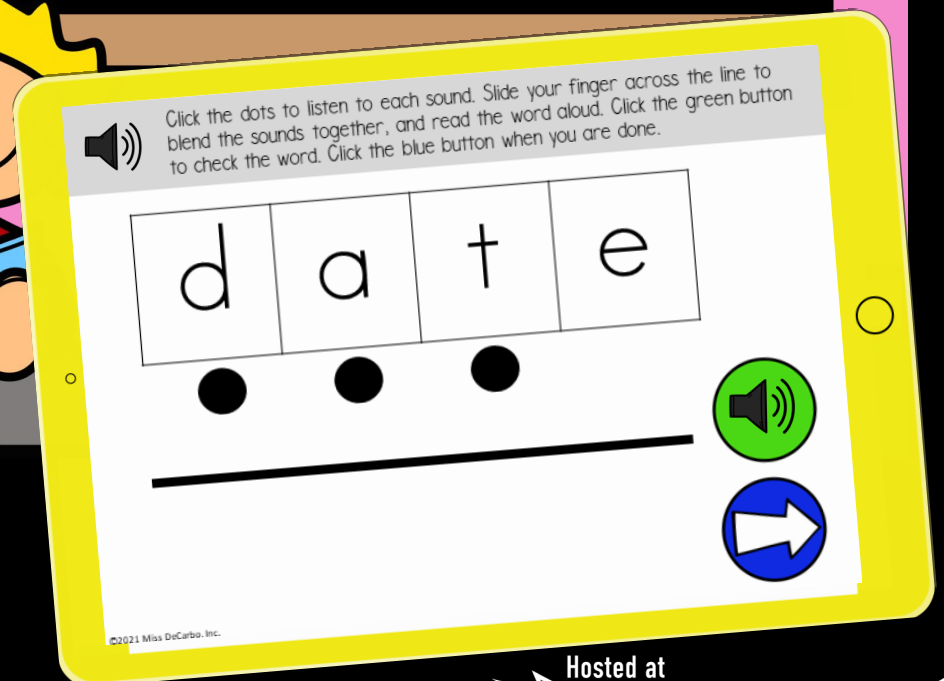 Click the dots to listen to each sound. Slide your finger across the line to
blend the sounds together, and read the word aloud. Click the green button
to check the word. Click the blue button when you are done.
d a t e
©2021 Miss DeCarbo. Inc.
Hosted at